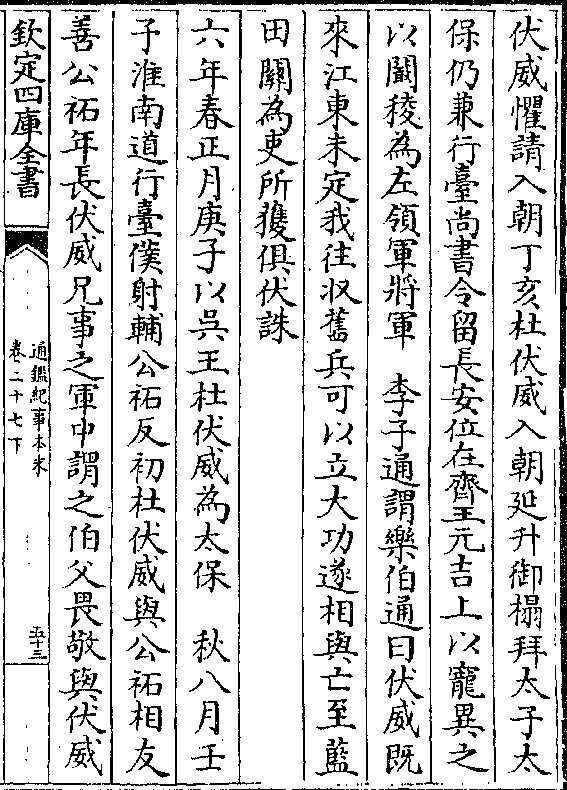 伏威懼請入朝丁亥杜伏威入朝延升御榻拜太子太
保仍兼行臺尚書令留長安位在齊王元吉上以寵異之
以闞稜為左領軍將軍　李子通謂樂伯通曰伏威既
來江東未定我往收舊兵可以立大功遂相與亡至藍
田關為吏所獲俱伏誅
六年春正月庚子以吳王杜伏威為太保　秋八月壬
子淮南道行臺僕射輔公祏反初杜伏威與公祏相友
善公祏年長伏威兄事之軍中謂之伯父畏敬與伏威
欽定四庫全書
通鑑紀事本末
卷二十七下
五十三